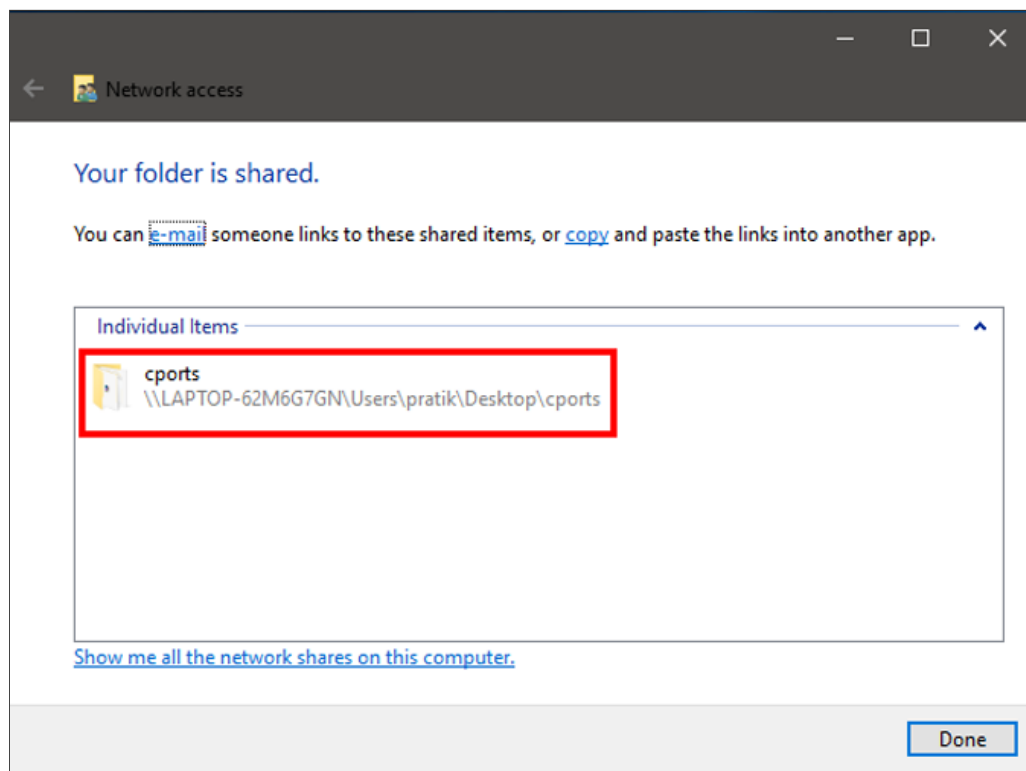 Network access
Your folder is shared.
You can e-mail someone links to these shared items, or copy and paste the links into another app.
Individual Items
cports
\\LAPTOP-62M6G7GN\Users\pratik\Desktop\cports
Show me all the network shares on this computer.
Done